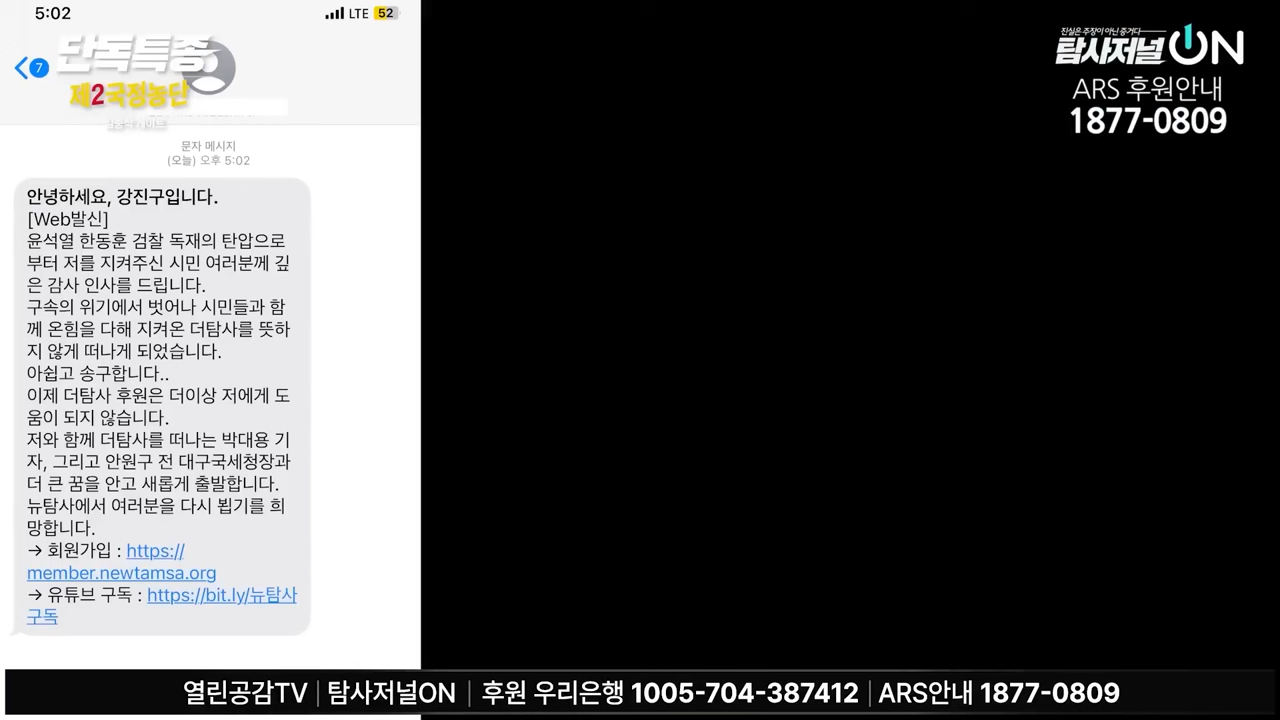 5:02
LTE 52
7
단독특종
제2국정농단
문자 메시지
(오늘) 오후 5:02
안녕하세요, 강진구입니다.
[Web발신]
윤석열 한동훈 검찰 독재의 탄압으로
부터 저를 지켜주신 시민 여러분께 깊
은 감사 인사를 드립니다.
구속의 위기에서 벗어나 시민들과 함
께 온힘을 다해 지켜온 더탐사를 뜻하
지 않게 떠나게 되었습니다.
아쉽고 송구합니다..
이제 더탐사 후원은 더이상 저에게 도
움이 되지 않습니다.
저와 함께 더탐사를 떠나는 박대용 기
자, 그리고 안원구 전 대구국세청장과
더 큰 꿈을 안고 새롭게 출발합니다.
뉴탐사에서 여러분을 다시 뵙기를 희
망합니다.
→ 회원가입 : https://
member.newtamsa.org
→ 유튜브 구독 : https://bit.ly/뉴탐사
구독
진실은 주장이 아닌 증거다
탐사저널ON
ARS 후원안내
1877-0809
열린공감TV | 탐사저널ON | 후원 우리은행 1005-704-387412 | ARS안내 1877-0809